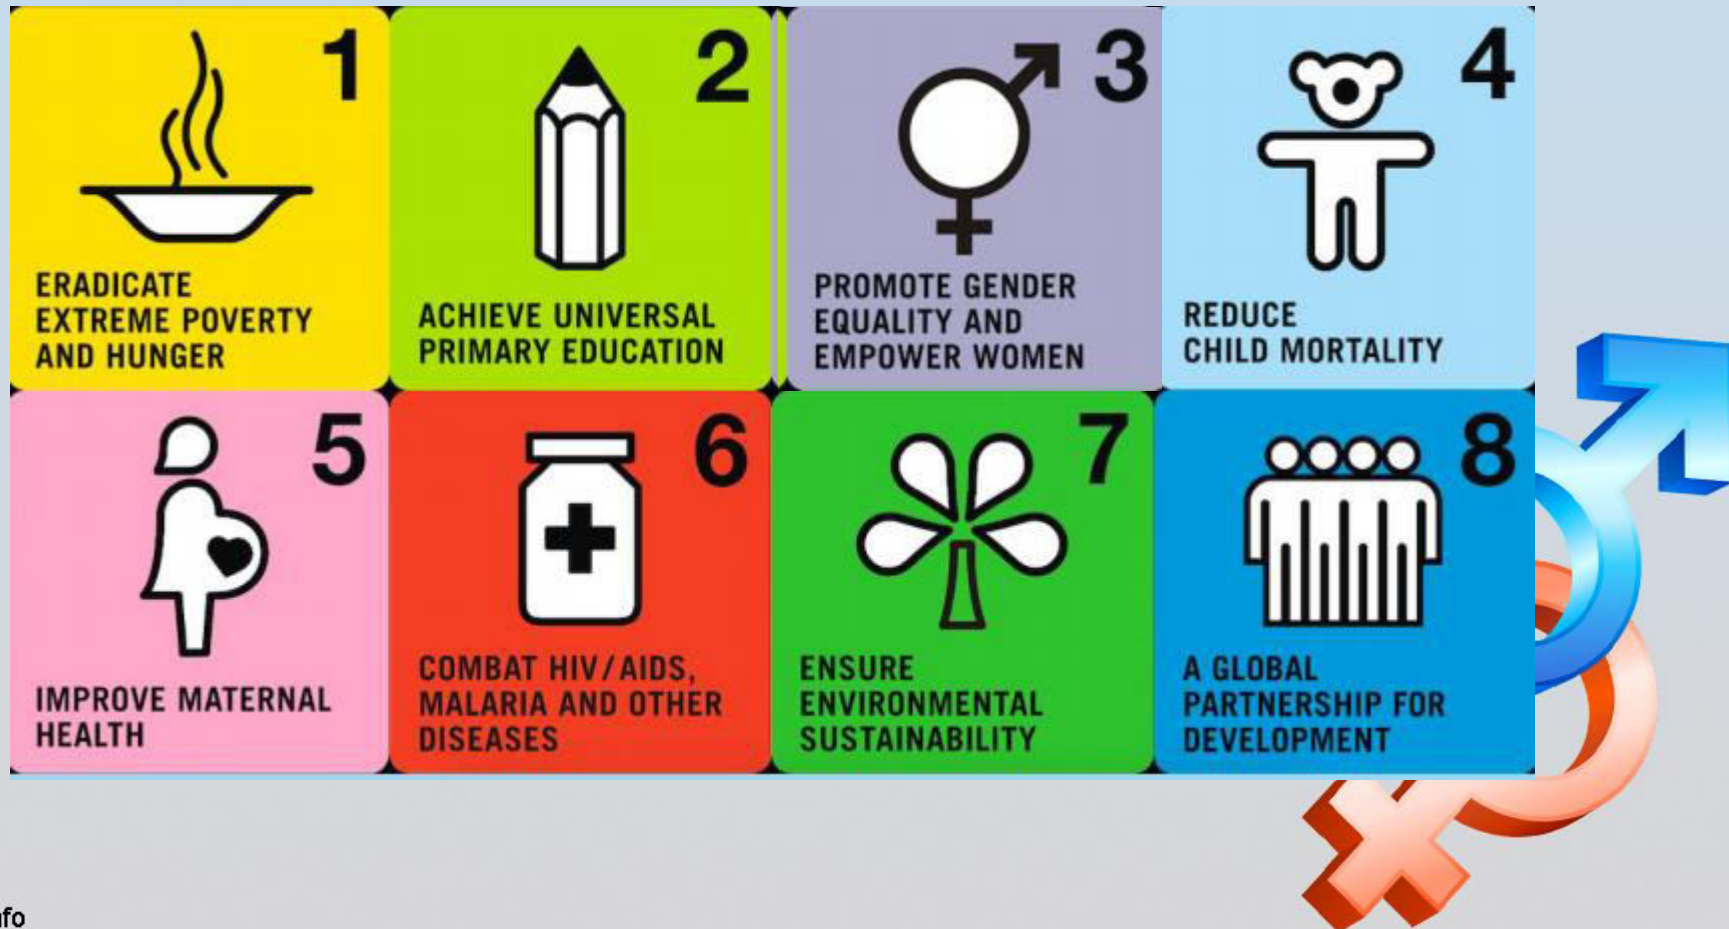 1
ERADICATE
EXTREME POVERTY
AND HUNGER
2
ACHIEVE UNIVERSAL
PRIMARY EDUCATION
3
PROMOTE GENDER
EQUALITY AND
EMPOWER WOMEN
4
REDUCE
CHILD MORTALITY
5
IMPROVE MATERNAL
HEALTH
6
COMBAT HIV/AIDS,
MALARIA AND OTHER
DISEASES
7
ENSURE
ENVIRONMENTAL
SUSTAINABILITY
8
A GLOBAL
PARTNERSHIP FOR
DEVELOPMENT